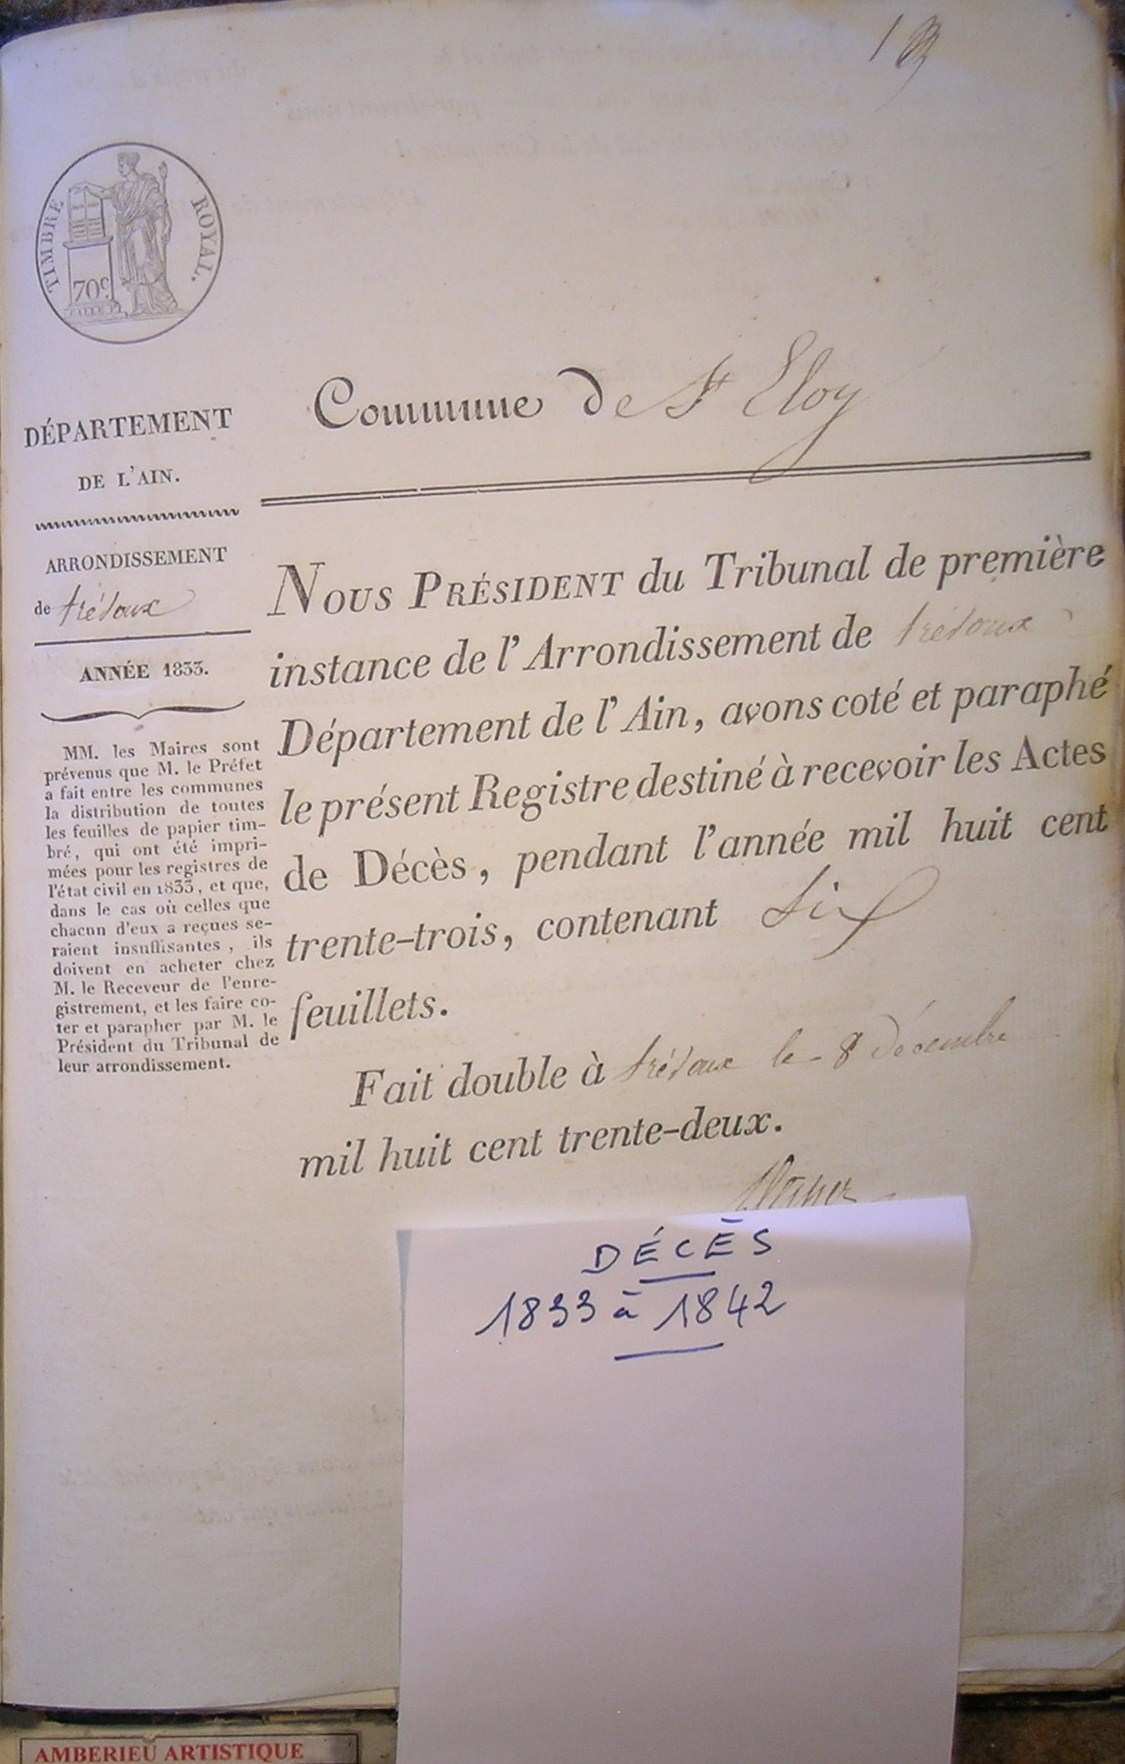 1
TIMBRE ROYAL.
70c
DÉPARTEMENT
DE L'AIN.
ARRONDISSEMENT
de trévoux
ANNÉE 1833.
MM. les Maires sont
prévenus que M. le Préfet
a fait entre les communes
la distribution de toutes
les feuilles de papier tim-
bré, qui ont été impri-
mées pour les registres de
l'état civil en 1833, et que,
dans le cas où celles que
chacun d'eux a reçues se-
raient insuffisantes, ils
doivent en acheter chez
M. le Receveur de l'enre-
gistrement, et les faire co-
ter et parapher par M. le
Président du Tribunal de
leur arrondissement.
Commune de St Eloy
NOUS PRÉSIDENT du Tribunal de première
instance de l'Arrondissement de trévoux
Département de l'Ain, avons coté et paraphé
le présent Registre destiné à recevoir les Actes
de Décès, pendant l'année mil huit cent
trente-trois, contenant Six
feuillets.
Fait double à trévoux le 8 décembre
mil huit cent trente-deux.
DÉCÈS
1833 à 1842
AMBERIEU ARTISTIQUE